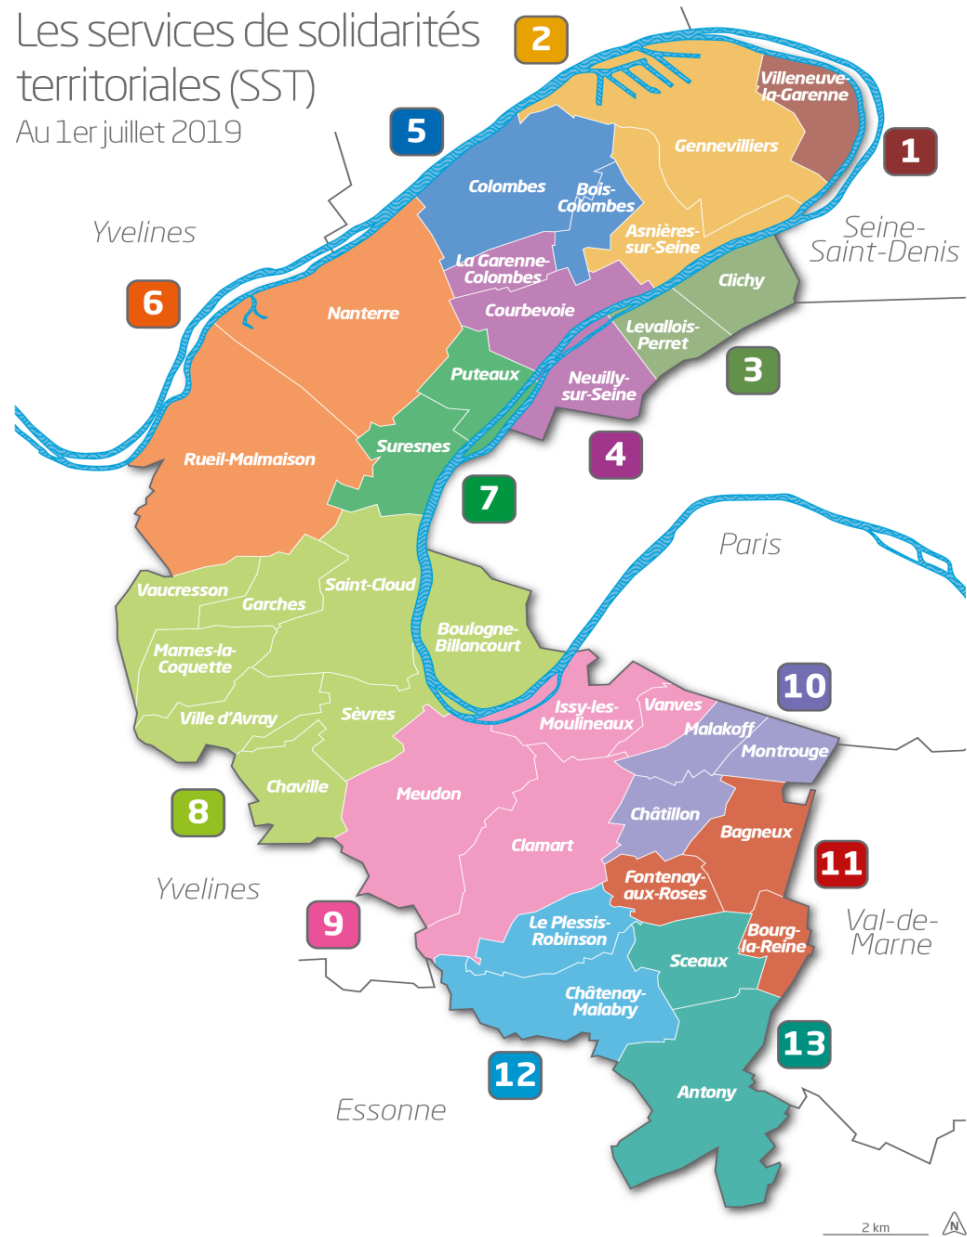 Les services de solidarités
territoriales (SST)
Au 1er juillet 2019
2
5
1
6
3
4
7
10
8
11
9
13
12
Yvelines
Seine-
Saint-Denis
Paris
Yvelines
Val-de-
Marne
Essonne
Villeneuve-
la-Garenne
Gennevilliers
Colombes
Bois-
Colombes
Asnières-
sur-Seine
La Garenne-
Colombes
Clichy
Nanterre
Courbevoie
Levallois-
Perret
Puteaux
Neuilly-
sur-Seine
Suresnes
Rueil-Malmaison
Vaucresson
Garches
Saint-Cloud
Boulogne-
Billancourt
Marnes-la-
Coquette
Ville d'Avray
Sèvres
Issy-les-
Moulineaux
Vanves
Malakoff
Montrouge
Chaville
Meudon
Châtillon
Bagneux
Clamart
Fontenay-
aux-Roses
Le Plessis-
Robinson
Bourg-
la-Reine
Sceaux
Châtenay-
Malabry
Antony
2 km
N